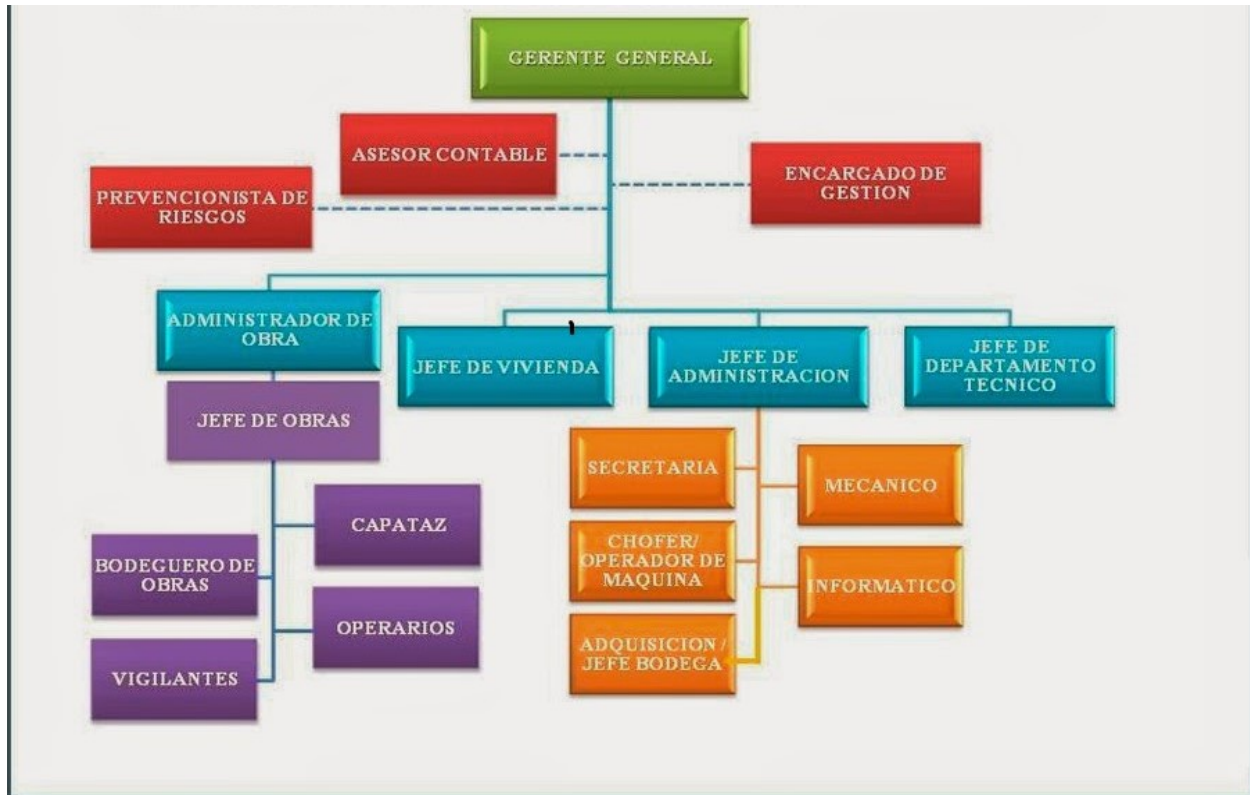 GERENTE GENERAL
ASESOR CONTABLE
ENCARGADO DE
GESTION
PREVENCIONISTA DE
RIESGOS
ADMINISTRADOR DE
OBRA
JEFE DE VIVIENDA
JEFE DE
ADMINISTRACION
JEFE DE
DEPARTAMENTO
TECNICO
JEFE DE OBRAS
CAPATAZ
BODEGUERO DE
OBRAS
OPERARIOS
VIGILANTES
SECRETARIA
MECANICO
CHOFER/
OPERADOR DE
MAQUINA
INFORMATICO
ADQUISICION /
JEFE BODEGA